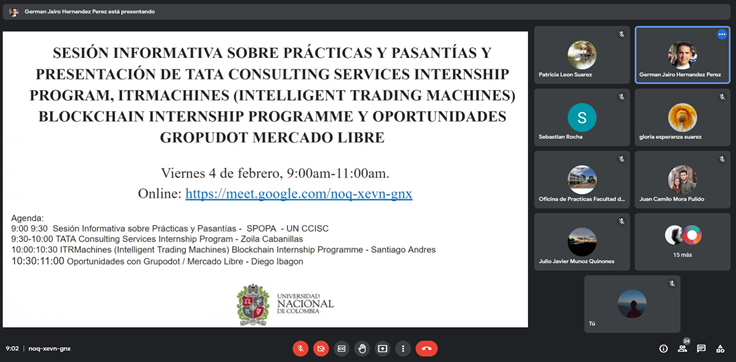 German Jairo Hernandez Perez está presentando
SESIÓN INFORMATIVA SOBRE PRÁCTICAS Y PASANTÍAS Y
PRESENTACIÓN DE TATA CONSULTING SERVICES INTERNSHIP
PROGRAM, ITRMACHINES (INTELLIGENT TRADING MACHINES)
BLOCKCHAIN INTERNSHIP PROGRAMME Y OPORTUNIDADES
GROPUDOT MERCADO LIBRE
Viernes 4 de febrero, 9:00am-11:00am.
Online: https://meet.google.com/noq-xevn-gnx
Agenda:
9:00 9:30 Sesión Informativa sobre Prácticas y Pasantías - SPOPA - UN CCISC
9:30-10:00 TATA Consulting Services Internship Program - Zoila Cabanillas
10:00:10:30 ITRMachines (Intelligent Trading Machines) Blockchain Internship Programme - Santiago Andres
10:30:11:00 Oportunidades con Grupodot / Mercado Libre - Diego Ibagon
UNIVERSIDAD
NACIONAL
DE COLOMBIA
Patricia Leon Suarez
German Jairo Hernandez Perez
S
Sebastian Rocha
gloria esperanza suarez
Oficina de Practicas Facultad d...
Juan Camilo Mora Pulido
Julio Javier Munoz Quinones
15 más
Tú
9:02 noq-xevn-gnx
24